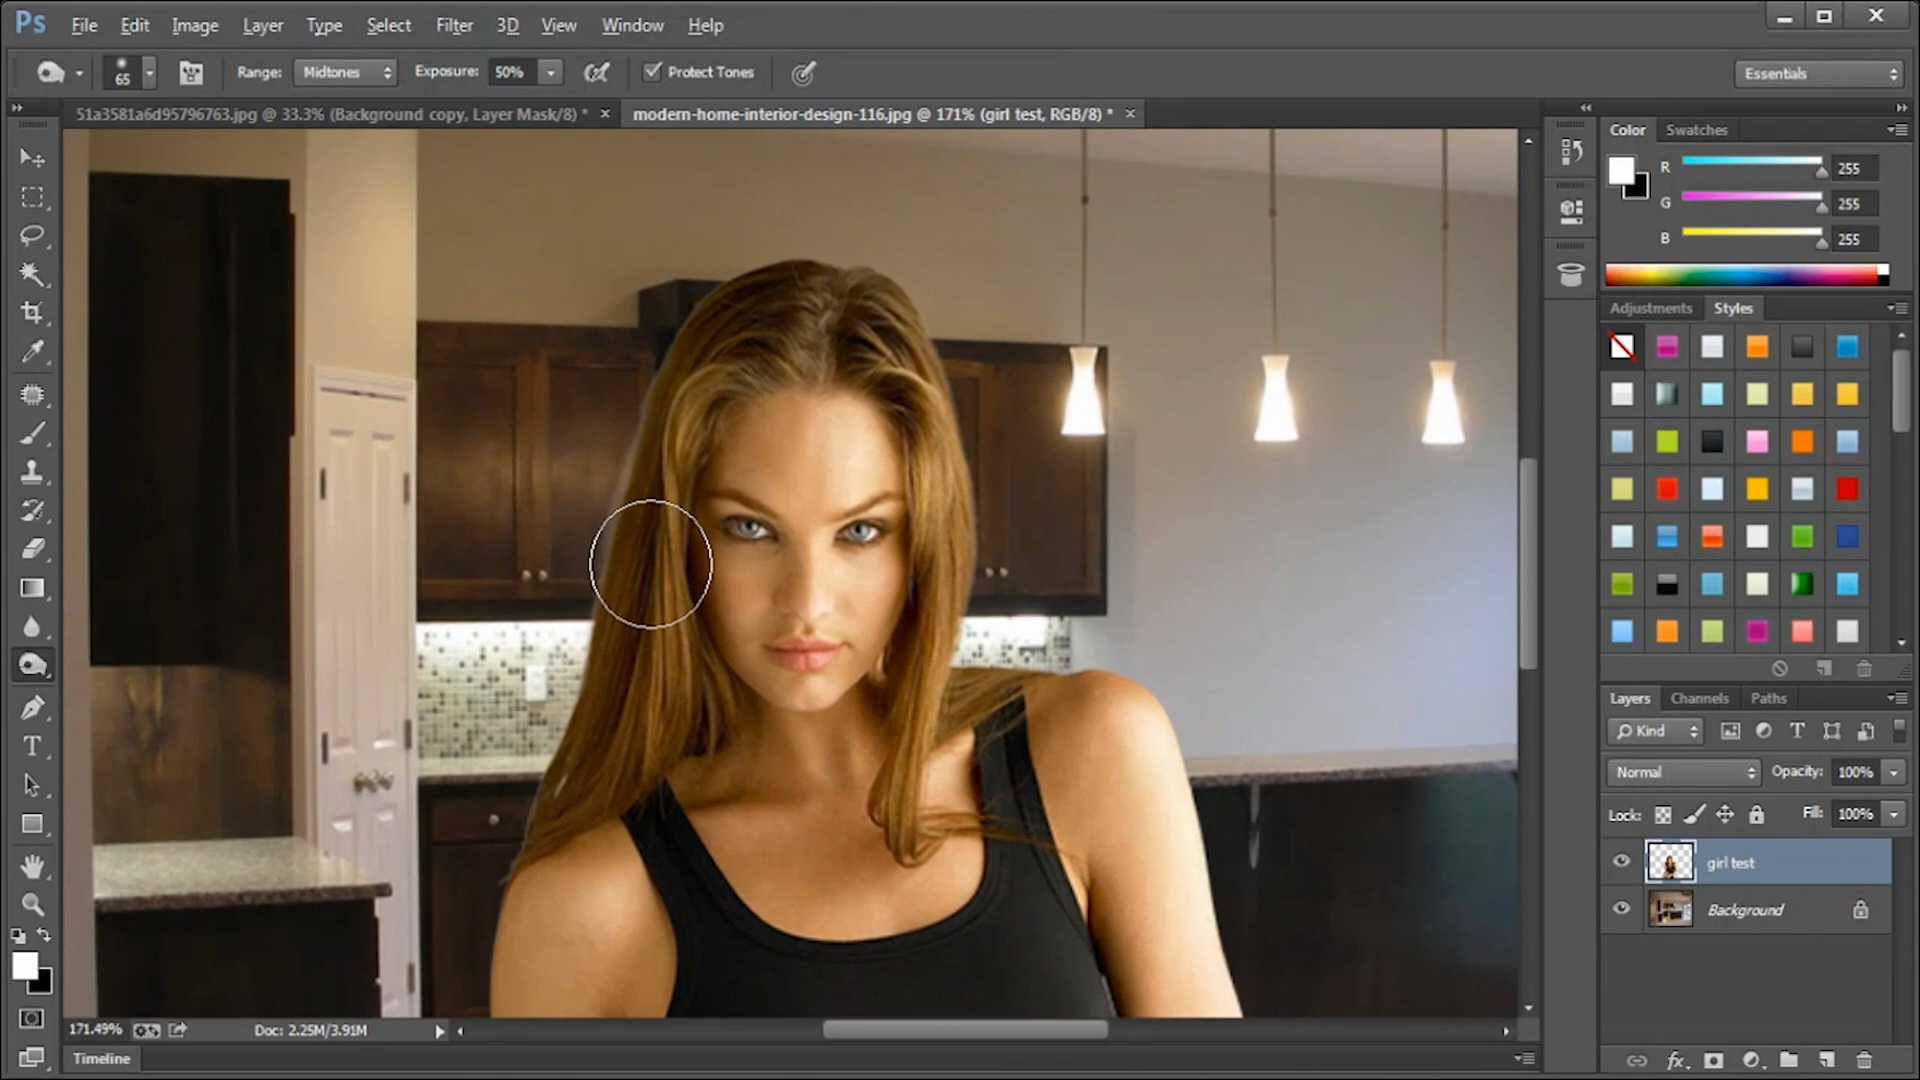 Ps File Edit Image Layer Type Select Filter 3D View Window Help
65 Range: Midtones Exposure: 50% Protect Tones Essentials
51a3581a6d95796763.jpg @ 33.3% (Background copy, Layer Mask/8) * × modern-home-interior-design-116.jpg @ 171% (girl test, RGB/8) * ×
Color Swatches
R 255
G 203
B 255
Adjustments Styles
Layers Channels Paths
Kind
Normal Opacity: 100%
Lock: Fill: 100%
girl test
Background
171.49% Doc: 2.25M/3.91M
Timeline